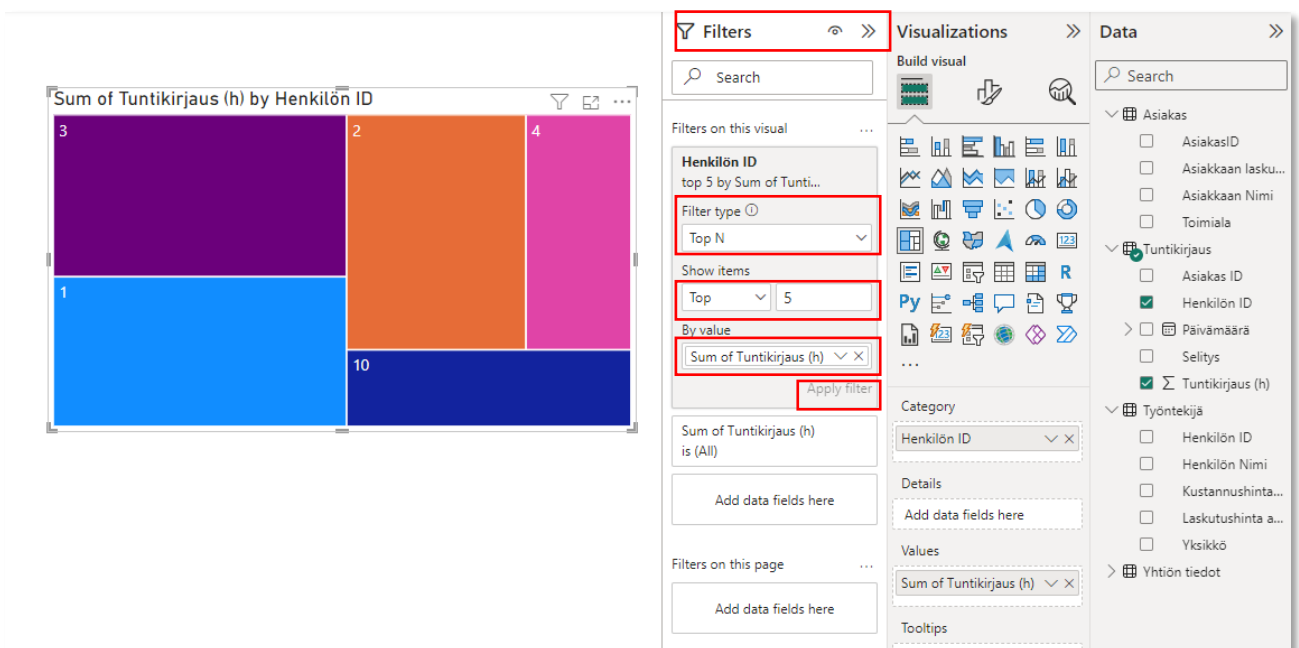 Sum of Tuntikirjaus (h) by Henkilön ID
3
2
4
1
10
Filters
Search
Filters on this visual
Henkilön ID
top 5 by Sum of Tunti...
Filter type
Top N
Show items
Top
5
By value
Sum of Tuntikirjaus (h)
Apply filter
Sum of Tuntikirjaus (h)
is (All)
Add data fields here
Filters on this page
Add data fields here
Visualizations
Build visual
123
R
Py
123
...
Category
Henkilön ID
Details
Add data fields here
Values
Sum of Tuntikirjaus (h)
Tooltips
Data
Search
Asiakas
AsiakasID
Asiakkaan lasku...
Asiakkaan Nimi
Toimiala
Tuntikirjaus
Asiakas ID
Henkilön ID
Päivämäärä
Selitys
Tuntikirjaus (h)
Työntekijä
Henkilön ID
Henkilön Nimi
Kustannushinta...
Laskutushinta a...
Yksikkö
Yhtiön tiedot